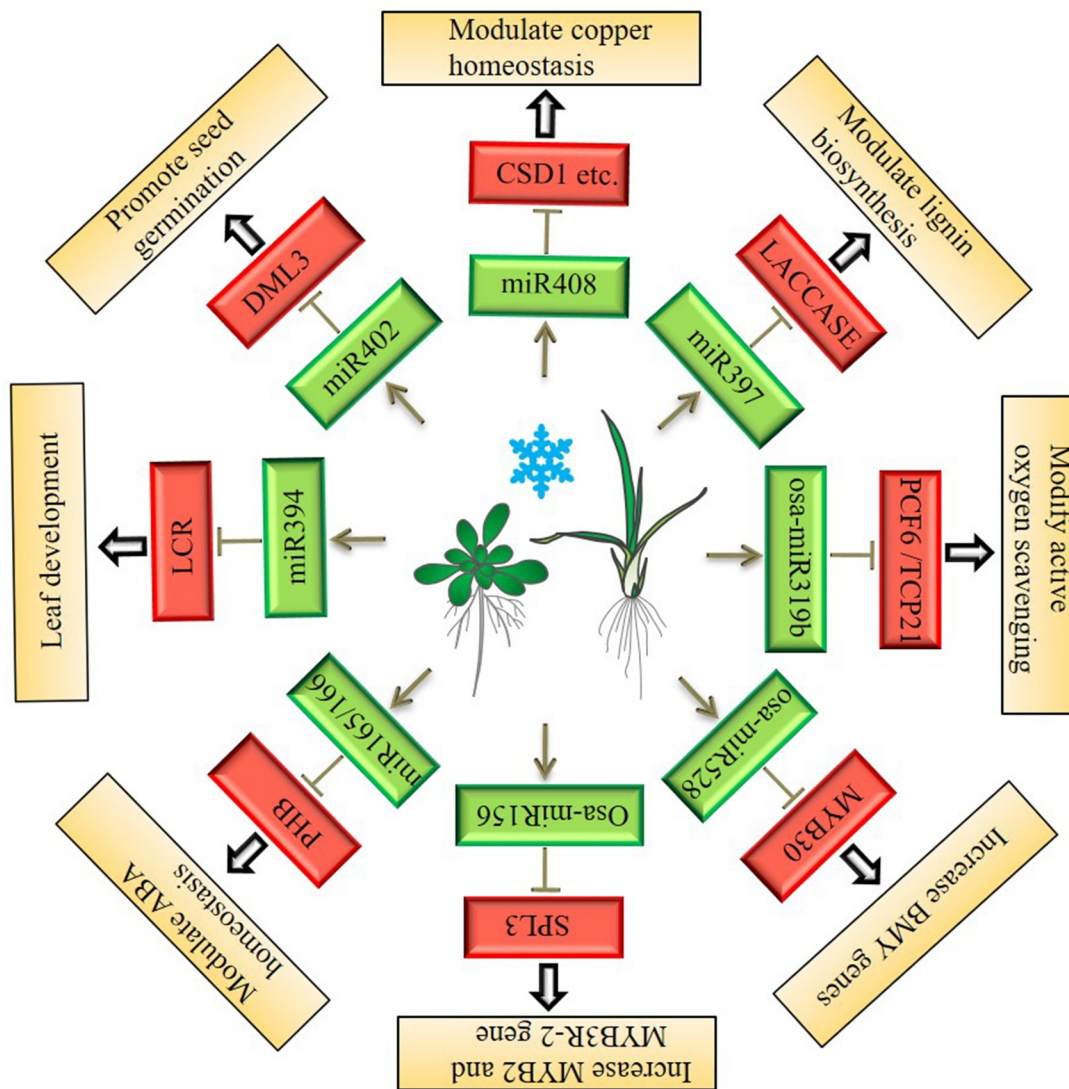 Modulate copper
homeostasis
CSD1 etc.
miR408
Modulate lignin
biosynthesis
LACCASE
miR397
Modify active
oxygen scavenging
PCF6 /TCP21
osa-miR319b
Increase BMY genes
MYB30
osa-miR528
Increase MYB2 and
MYB3R-2 gene
SPL3
Osa-miR156
Modulate ABA
homeostasis
PHB
miR165/166
Leaf development
LCR
miR394
Promote seed
germination
DML3
miR402